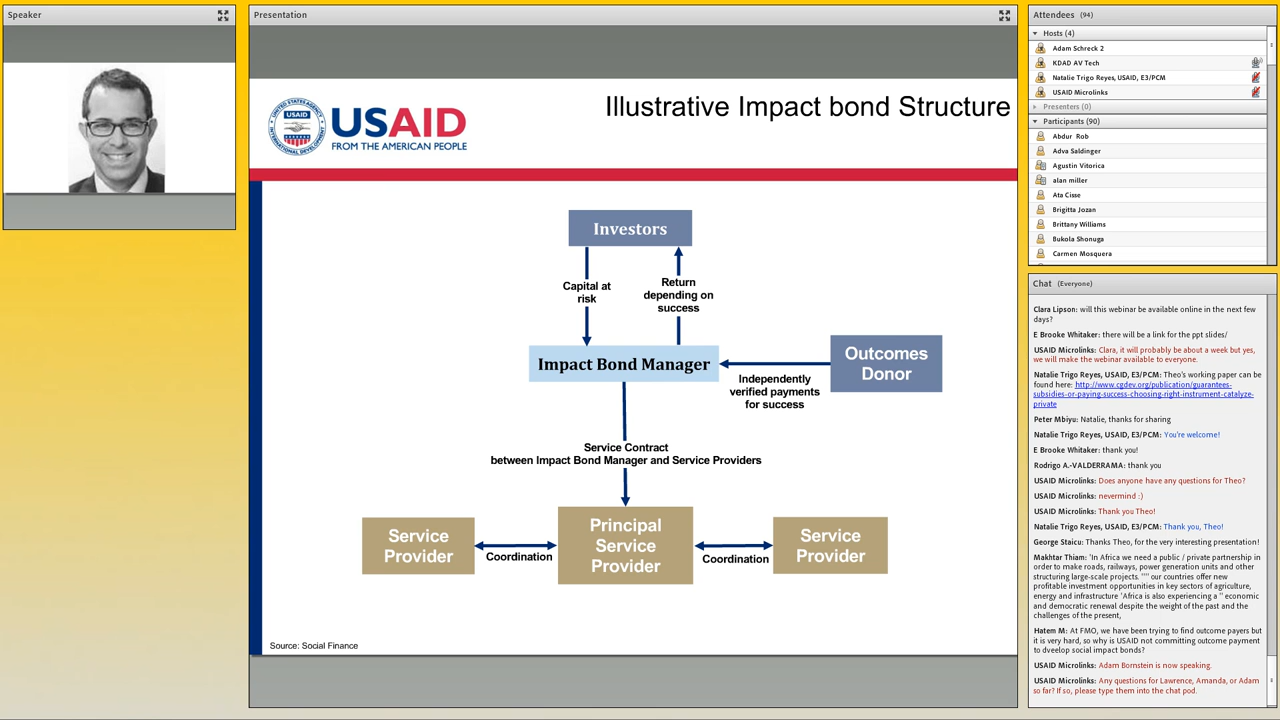 Speaker
Presentation
UNITED STATES AGENCY
USAID
INTERNATIONAL DEVELOPMENT
USAID
FROM THE AMERICAN PEOPLE
Illustrative Impact bond Structure
Investors
Capital at
risk
Return
depending on
success
Impact Bond Manager
Outcomes
Donor
Independently
verified payments
for success
Service Contract
between Impact Bond Manager and Service Providers
Service
Provider
Coordination
Principal
Service
Provider
Coordination
Service
Provider
Source: Social Finance
Attendees (94)
Hosts (4)
Adam Schreck 2
KDAD AV Tech
Natalie Trigo Reyes, USAID, E3/PCM
USAID Microlinks
Presenters (0)
Participants (90)
Abdur Rob
Adva Saldinger
Agustin Vitorica
alan miller
Ata Cisse
Brigitta Jozan
Brittany Williams
Bukola Shonuga
Carmen Mosquera
Chat (Everyone)
Clara Lipson: will this webinar be available online in the next few
days?
E Brooke Whitaker: there will be a link for the ppt slides/
USAID Microlinks: Clara, it will probably be about a week but yes,
we will make the webinar available to everyone.
Natalie Trigo Reyes, USAID, E3/PCM: Theo's working paper can be
found here: http://www.cgdev.org/publication/guarantees-
subsidies-or-paying-success-choosing-right-instrument-catalyze-
private
Peter Mbiyu: Natalie, thanks for sharing
Natalie Trigo Reyes, USAID, E3/PCM: You're welcome!
E Brooke Whitaker: thank you!
Rodrigo A.-VALDERRAMA: thank you
USAID Microlinks: Does anyone have any questions for Theo?
USAID Microlinks: nevermind :)
USAID Microlinks: Thank you Theo!
Natalie Trigo Reyes, USAID, E3/PCM: Thank you, Theo!
George Staicu: Thanks Theo, for the very interesting presentation!
Makhtar Thiam: 'In Africa we need a public / private partnership in
order to make roads, railways, power generation units and other
structuring large-scale projects. """ our countries offer new
profitable investment opportunities in key sectors of agriculture,
energy and infrastructure 'Africa is also experiencing a " economic
and democratic renewal despite the weight of the past and the
challenges of the present,
Hatem M: At FMO, we have been trying to find outcome payers but
it is very hard, so why is USAID not committing outcome payment
to dveelop social impact bonds?
USAID Microlinks: Adam Bornstein is now speaking.
USAID Microlinks: Any questions for Lawrence, Amanda, or Adam
so far? If so, please type them into the chat pod.